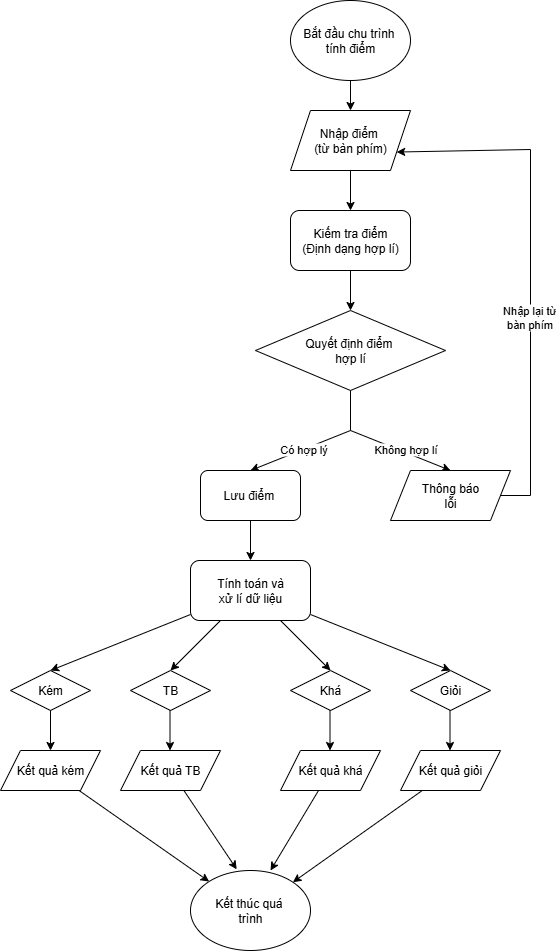 Bắt đầu chu trình
tính điểm
Nhập điểm
(từ bàn phím)
Kiểm tra điểm
(Định dạng hợp lí)
Quyết định điểm
hợp lí
Có hợp lý
Không hợp lí
Nhập lại từ
bàn phím
Lưu điểm
Thông báo
lỗi
Tính toán và
xử lí dữ liệu
Kém
TB
Khá
Giỏi
Kết quả kém
Kết quả TB
Kết quả khá
Kết quả giỏi
Kết thúc quá
trình